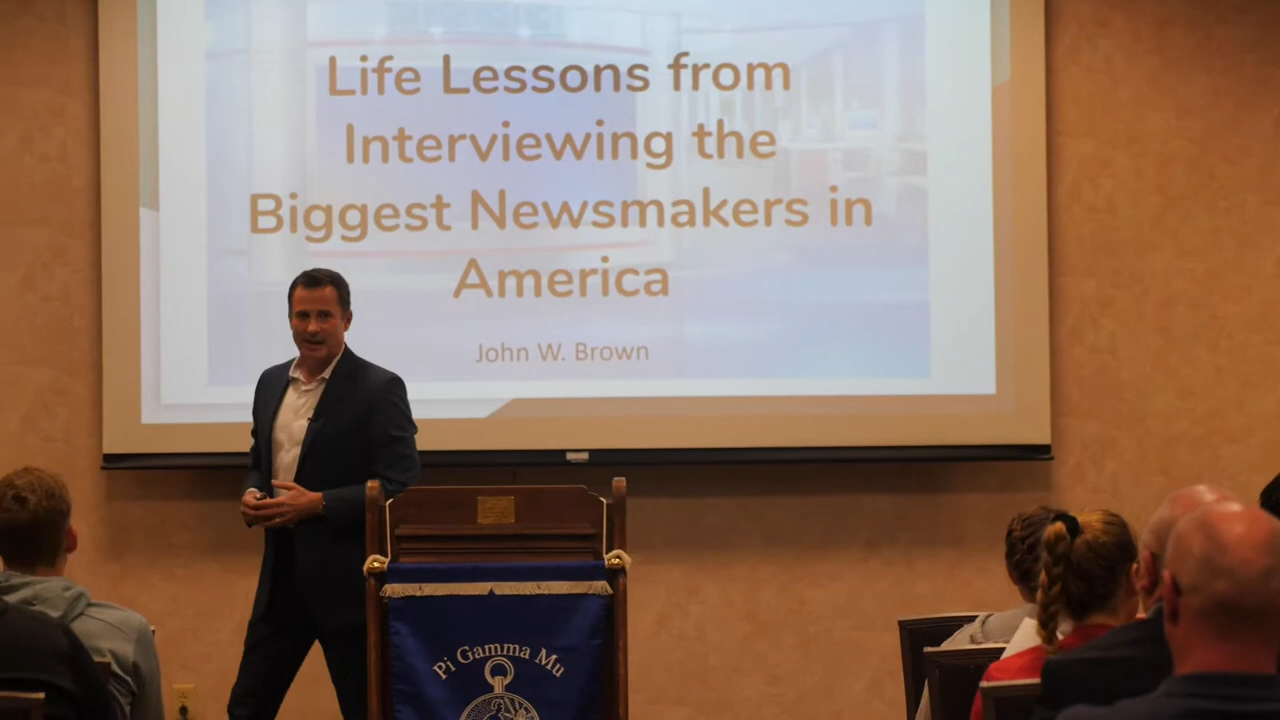 Life Lessons from
Interviewing the
Biggest Newsmakers in
America
John W. Brown
Pi Gamma Mu